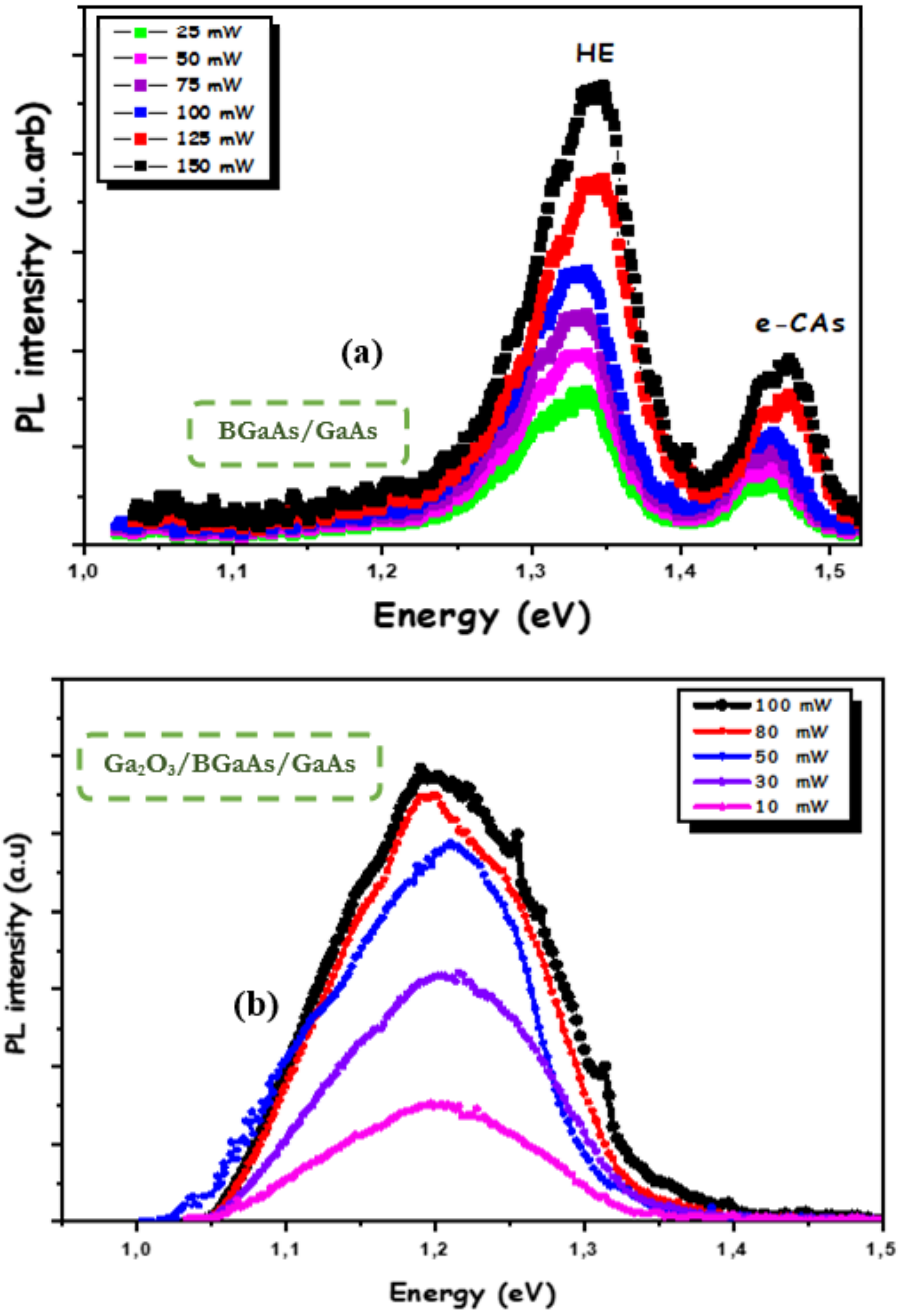 25 mW
50 mW
75 mW
100 mW
125 mW
150 mW
HE
e-CAs
(a)
BGaAs/GaAs
PL intensity (u.arb)
1,0 1,1 1,2 1,3 1,4 1,5
Energy (eV)
100 mW
80 mW
50 mW
30 mW
10 mW
Ga₂O₃/BGaAs/GaAs
(b)
PL intensity (a.u)
1,0 1,1 1,2 1,3 1,4 1,5
Energy (eV)